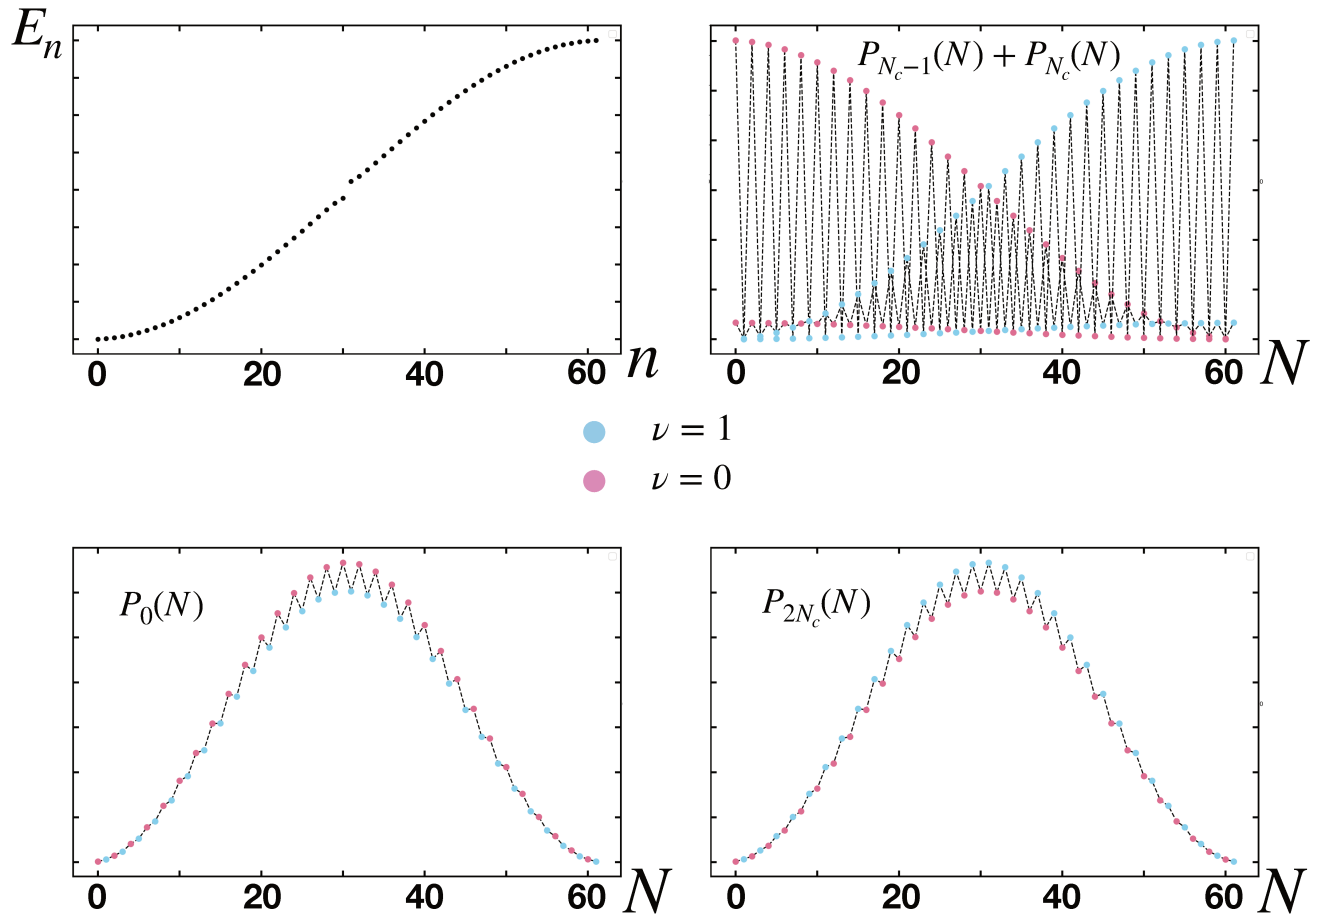 E_n
0 20 40 60 n
P_{N_c−1}(N) + P_{N_c}(N)
0 20 40 60 N
ν = 1
ν = 0
P_0(N)
0 20 40 60 N
P_{2N_c}(N)
0 20 40 60 N